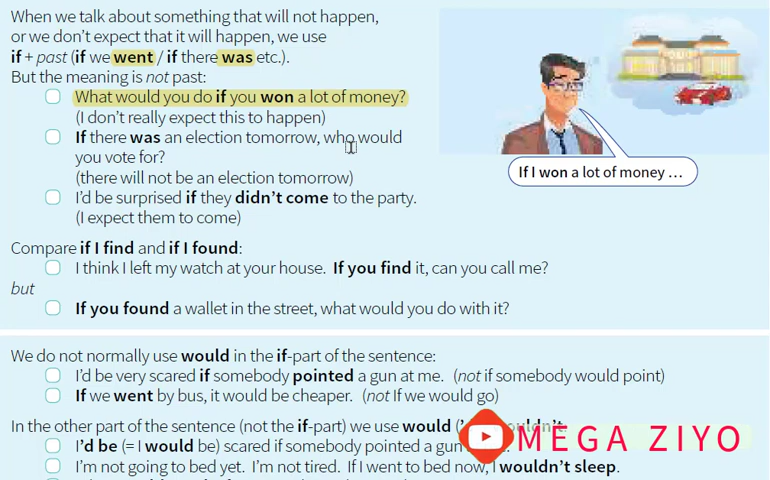 When we talk about something that will not happen,
or we don't expect that it will happen, we use
if + past (if we went / if there was etc.).
But the meaning is not past:
What would you do if you won a lot of money?
(I don't really expect this to happen)
If there was an election tomorrow, who would
you vote for?
(there will not be an election tomorrow)
I'd be surprised if they didn't come to the party.
(I expect them to come)
If I won a lot of money ...
Compare if I find and if I found:
I think I left my watch at your house. If you find it, can you call me?
but
If you found a wallet in the street, what would you do with it?
We do not normally use would in the if-part of the sentence:
I'd be very scared if somebody pointed a gun at me. (not if somebody would point)
If we went by bus, it would be cheaper. (not If we would go)
In the other part of the sentence (not the if-part) we use would
I'd be (= I would be) scared if somebody pointed a gun
I'm not going to bed yet. I'm not tired. If I went to bed now, I wouldn't sleep.
MEGA ZIYO